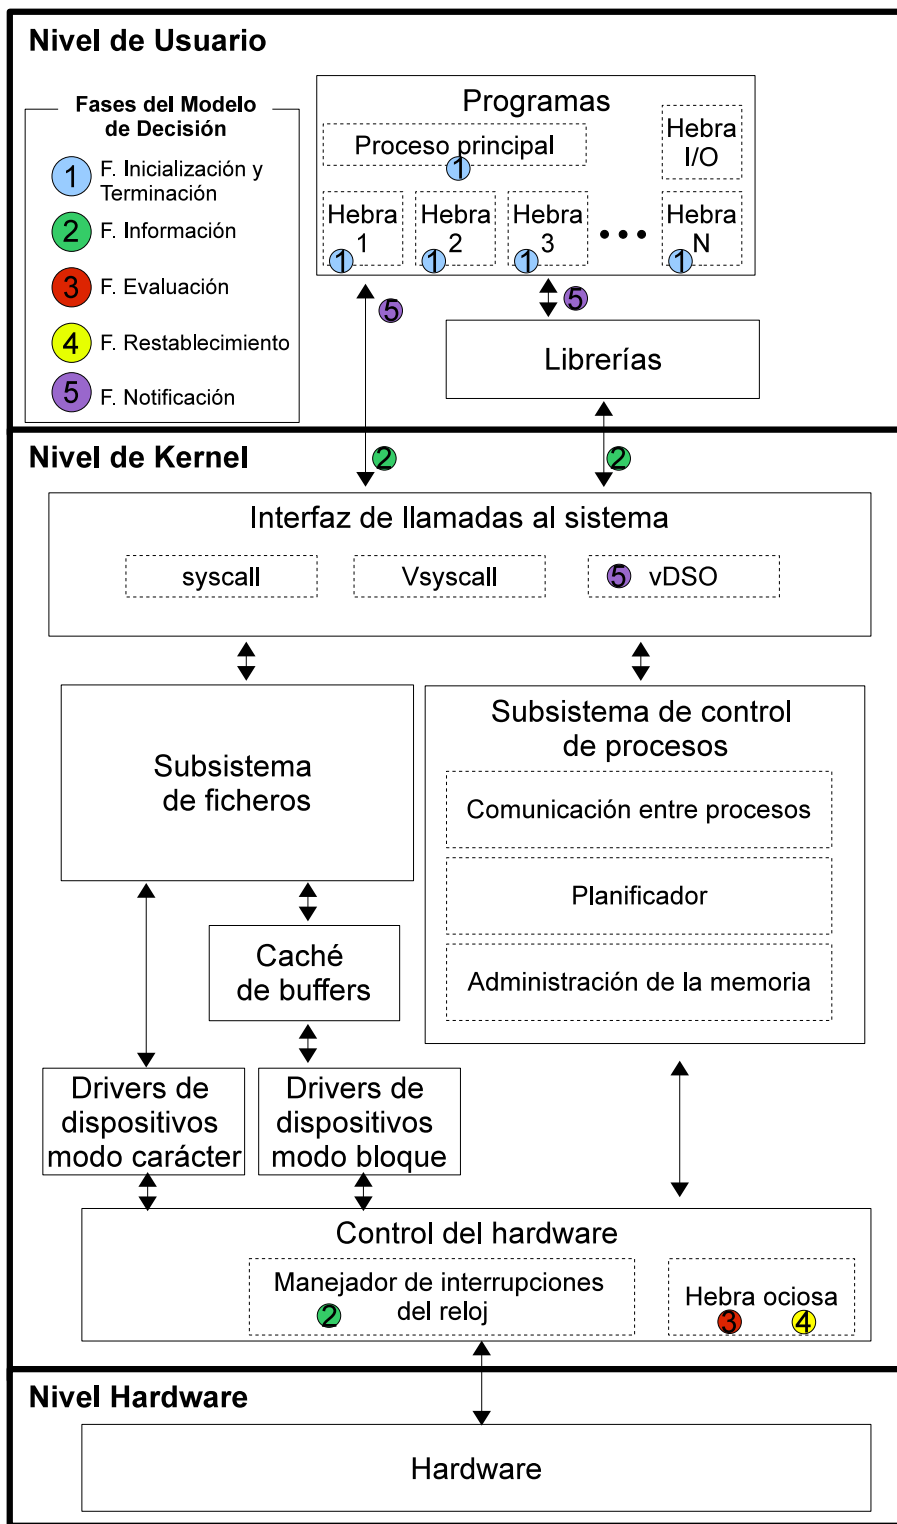 Nivel de Usuario
Fases del Modelo
de Decisión
1 F. Inicialización y
Terminación
2 F. Información
3 F. Evaluación
4 F. Restablecimiento
5 F. Notificación
Programas
Proceso principal
1
Hebra
I/O
Hebra
1
1
Hebra
2
1
Hebra
3
1
Hebra
N
1
5
5
Librerías
Nivel de Kernel
2
2
Interfaz de llamadas al sistema
syscall
Vsyscall
5 vDSO
Subsistema
de ficheros
Subsistema de control
de procesos
Comunicación entre procesos
Planificador
Administración de la memoria
Caché
de buffers
Drivers de
dispositivos
modo carácter
Drivers de
dispositivos
modo bloque
Control del hardware
Manejador de interrupciones
del reloj
2
Hebra ociosa
3
4
Nivel Hardware
Hardware